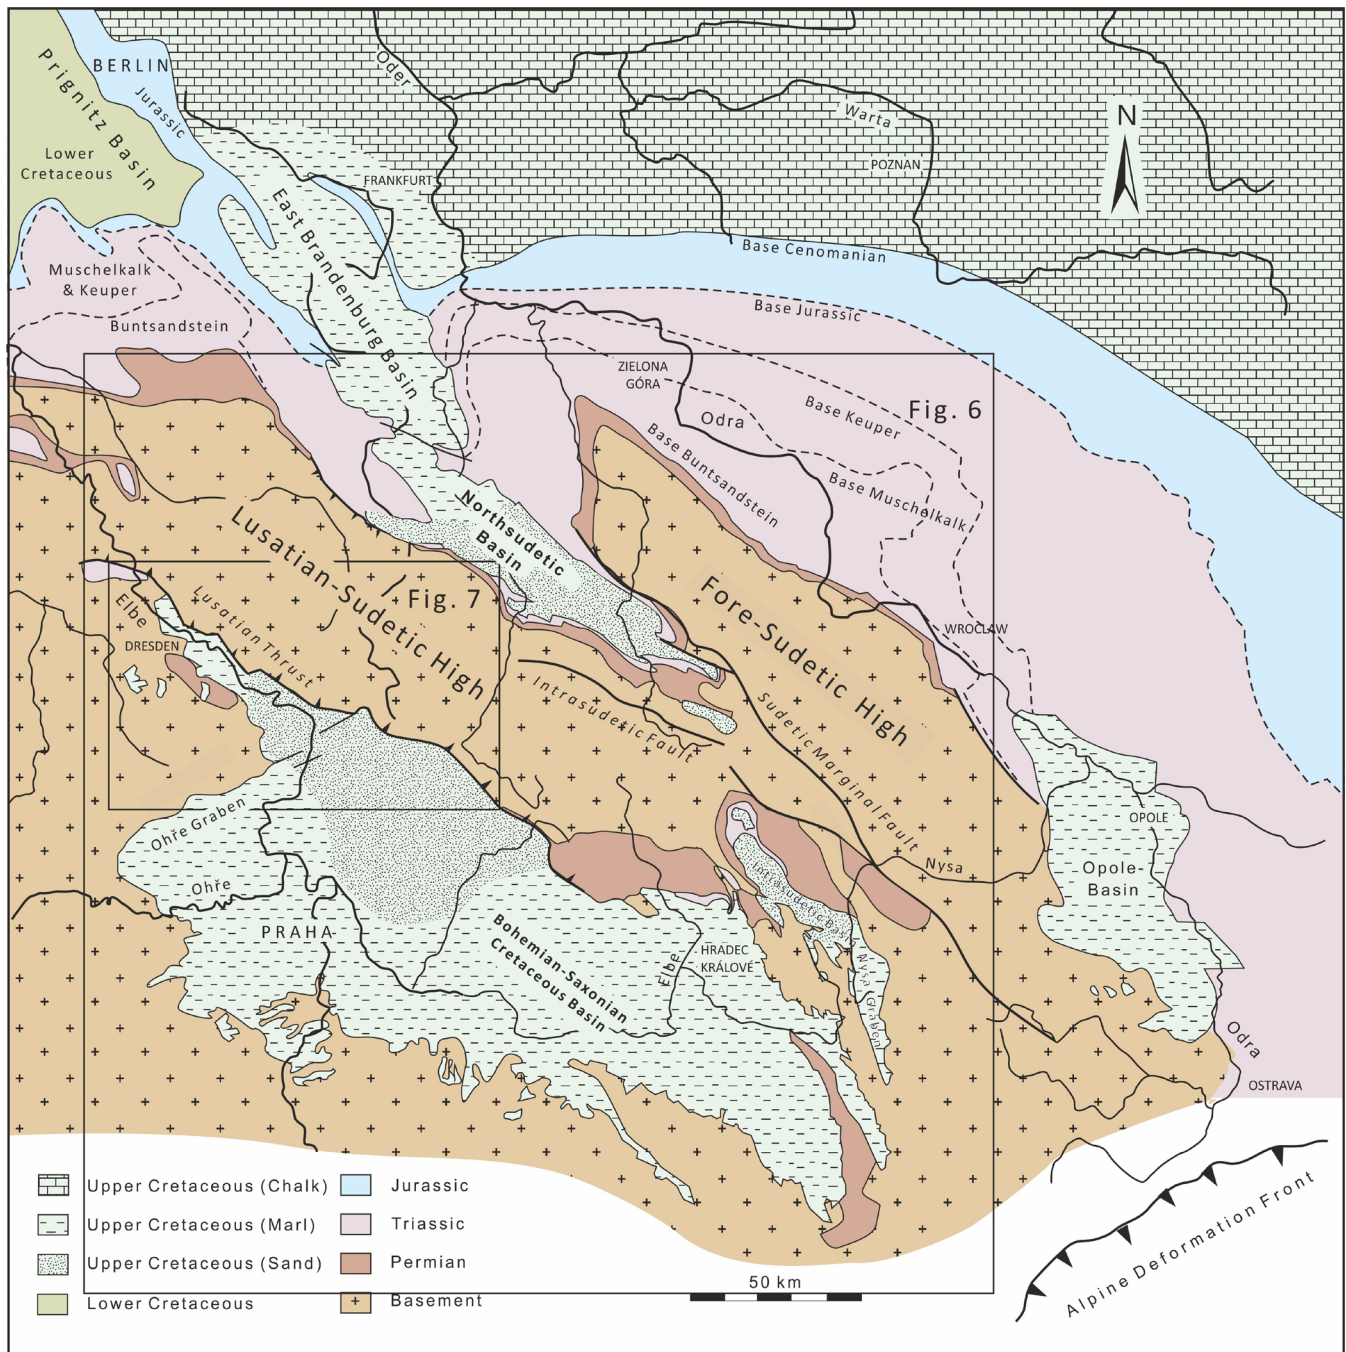 BERLIN
Prignitz Basin
Jurassic
Lower
Cretaceous
Oder
Warta
POZNAN
N
FRANKFURT
East Brandenburg Basin
Base Cenomanian
Muschelkalk
& Keuper
Buntsandstein
Base Jurassic
ZIELONA
GÓRA
Odra
Base Keuper
Fig. 6
Base Buntsandstein
Base Muschelkalk
Northsudetic
Basin
Lusatian-Sudetic High
Fig. 7
Fore-Sudetic High
WROCLAW
Elbe
DRESDEN
Lusatian Thrust
Intrasudetic Fault
Sudetic Marginal Fault
Ohře Graben
Ohře
PRAHA
Nysa
OPOLE
Opole-
Basin
Intrasudetic Basin
Bohemian-Saxonian
Cretaceous Basin
Elbe
HRADEC
KRÁLOVÉ
Nysa Graben
Odra
OSTRAVA
Alpine Deformation Front
Upper Cretaceous (Chalk)
Upper Cretaceous (Marl)
Upper Cretaceous (Sand)
Lower Cretaceous
Jurassic
Triassic
Permian
Basement
50 km